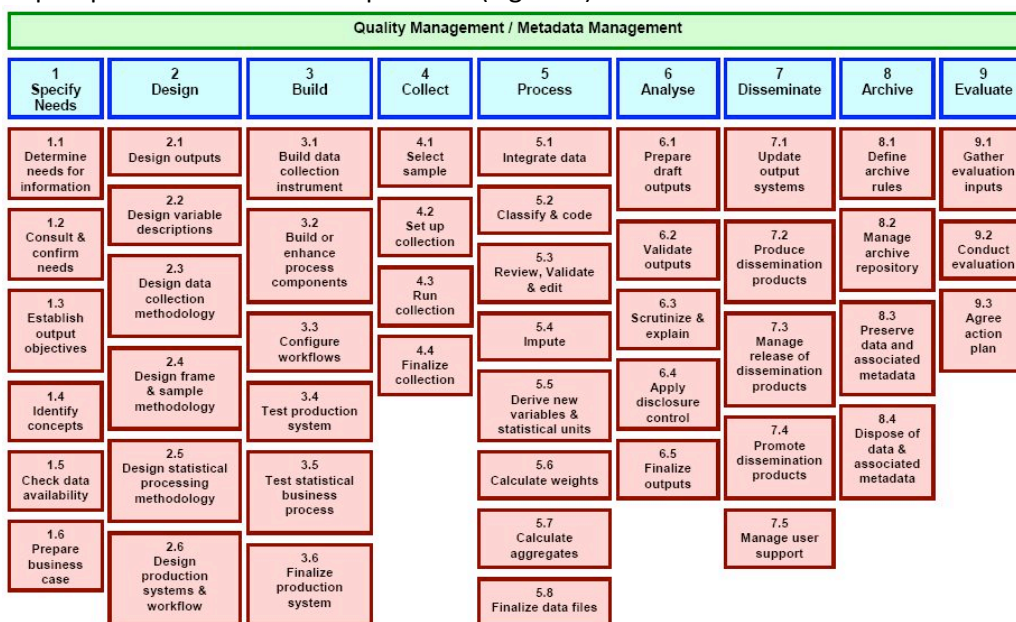 Quality Management / Metadata Management
1
Specify
Needs
2
Design
3
Build
4
Collect
5
Process
6
Analyse
7
Disseminate
8
Archive
9
Evaluate
1.1
Determine
needs for
information
1.2
Consult &
confirm
needs
1.3
Establish
output
objectives
1.4
Identify
concepts
1.5
Check data
availability
1.6
Prepare
business
case
2.1
Design outputs
2.2
Design variable
descriptions
2.3
Design data
collection
methodology
2.4
Design frame
& sample
methodology
2.5
Design statistical
processing
methodology
2.6
Design
production
systems &
workflow
3.1
Build data
collection
instrument
3.2
Build or
enhance
process
components
3.3
Configure
workflows
3.4
Test production
system
3.5
Test statistical
business
process
3.6
Finalize
production
system
4.1
Select
sample
4.2
Set up
collection
4.3
Run
collection
4.4
Finalize
collection
5.1
Integrate data
5.2
Classify & code
5.3
Review, Validate
& edit
5.4
Impute
5.5
Derive new
variables &
statistical units
5.6
Calculate weights
5.7
Calculate
aggregates
5.8
Finalize data files
6.1
Prepare
draft
outputs
6.2
Validate
outputs
6.3
Scrutinize &
explain
6.4
Apply
disclosure
control
6.5
Finalize
outputs
7.1
Update
output
systems
7.2
Produce
dissemination
products
7.3
Manage
release of
dissemination
products
7.4
Promote
dissemination
products
7.5
Manage user
support
8.1
Define
archive
rules
8.2
Manage
archive
repository
8.3
Preserve
data and
associated
metadata
8.4
Dispose of
data &
associated
metadata
9.1
Gather
evaluation
inputs
9.2
Conduct
evaluation
9.3
Agree
action
plan